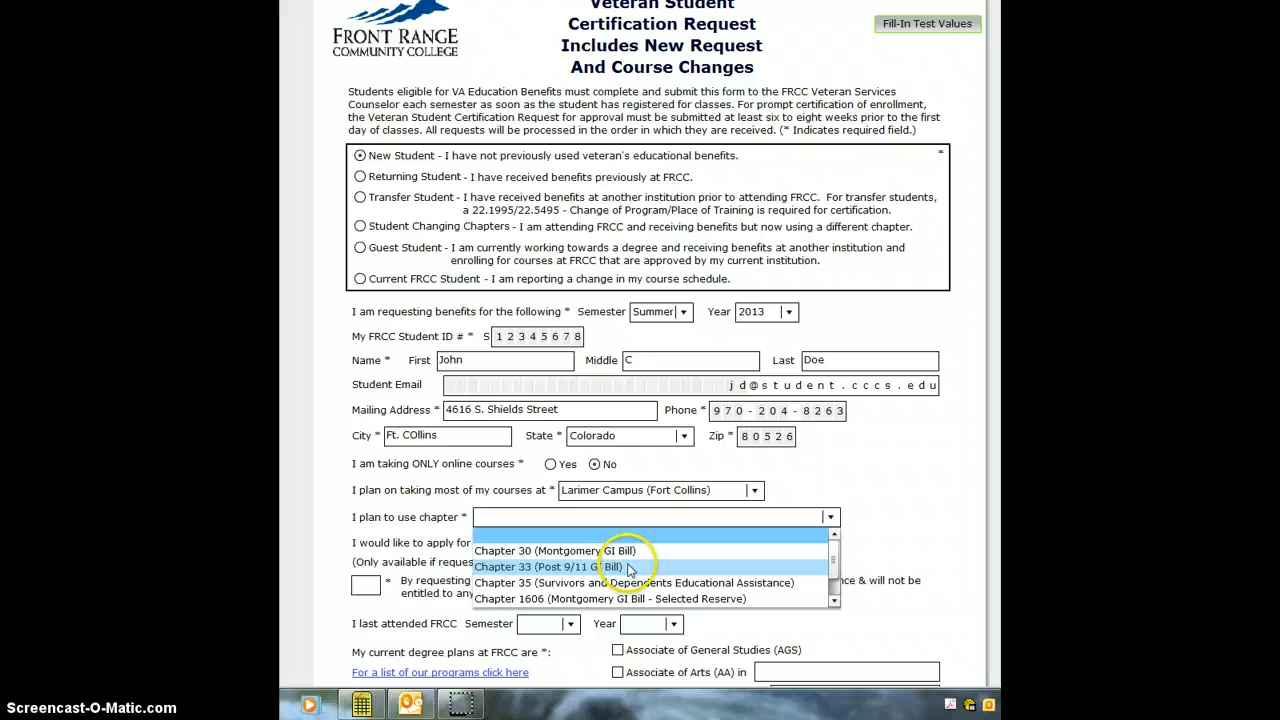 Veteran Student
Certification Request
Includes New Request
And Course Changes
FRONT RANGE
COMMUNITY COLLEGE
Fill-In Test Values
Students eligible for VA Education Benefits must complete and submit this form to the FRCC Veteran Services
Counselor each semester as soon as the student has registered for classes. For prompt certification of enrollment,
the Veteran Student Certification Request for approval must be submitted at least six to eight weeks prior to the first
day of classes. All requests will be processed in the order in which they are received. (* Indicates required field.)
New Student - I have not previously used veteran's educational benefits. *
Returning Student - I have received benefits previously at FRCC.
Transfer Student - I have received benefits at another institution prior to attending FRCC. For transfer students,
a 22.1995/22.5495 - Change of Program/Place of Training is required for certification.
Student Changing Chapters - I am attending FRCC and receiving benefits but now using a different chapter.
Guest Student - I am currently working towards a degree and receiving benefits at another institution and
enrolling for courses at FRCC that are approved by my current institution.
Current FRCC Student - I am reporting a change in my course schedule.
I am requesting benefits for the following * Semester Summer Year 2013
My FRCC Student ID # * S 1 2 3 4 5 6 7 8
Name * First John Middle C Last Doe
Student Email jd@student.cccs.edu
Mailing Address * 4616 S. Shields Street Phone * 970-204-8263
City * Ft. COllins State * Colorado Zip * 80526
I am taking ONLY online courses * Yes No
I plan on taking most of my courses at * Larimer Campus (Fort Collins)
I plan to use chapter *
I would like to apply for
Chapter 30 (Montgomery GI Bill)
(Only available if reques
Chapter 33 (Post 9/11 GI Bill)
Chapter 35 (Survivors and Dependents Educational Assistance)
* By requesting nce & will not be
entitled to any
Chapter 1606 (Montgomery GI Bill - Selected Reserve)
I last attended FRCC Semester Year
My current degree plans at FRCC are *: Associate of General Studies (AGS)
For a list of our programs click here Associate of Arts (AA) in
Screencast-O-Matic.com